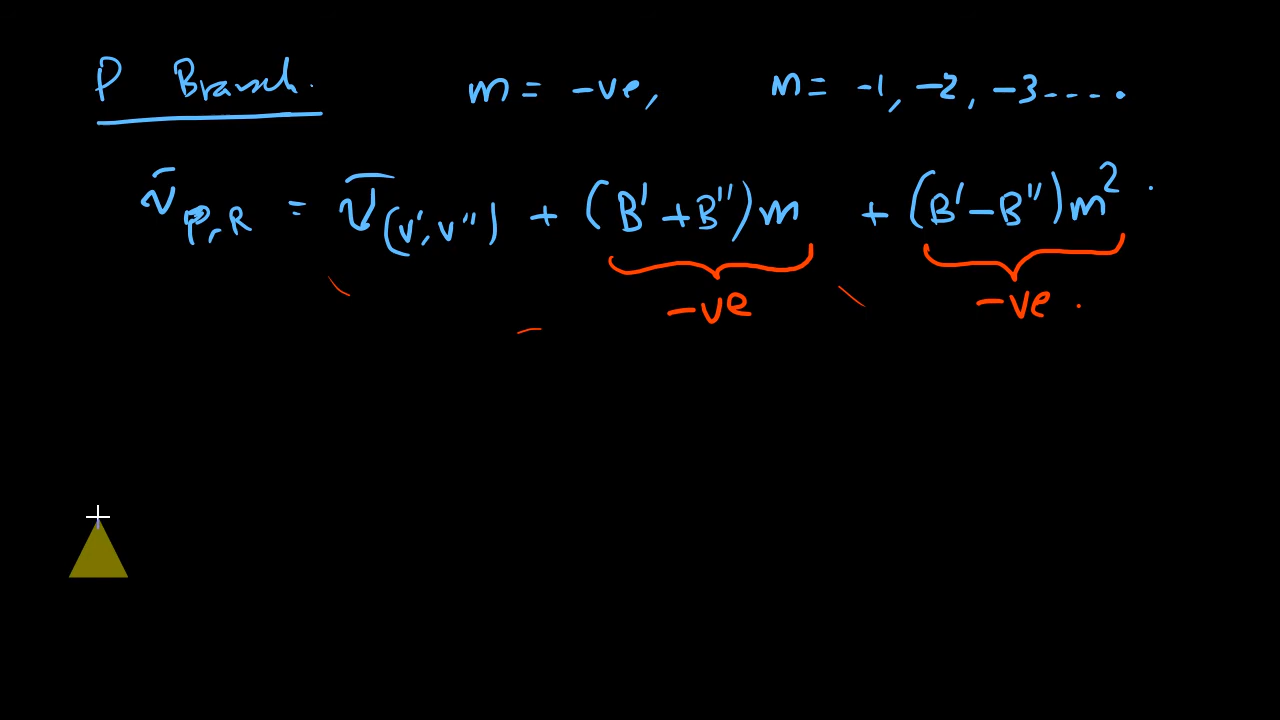 P Branch. m = -ve, m = -1, -2, -3....
ν̄ P,R = ν̄ (v', v'') + (B' + B'')m + (B' - B'')m² .
-ve -ve .